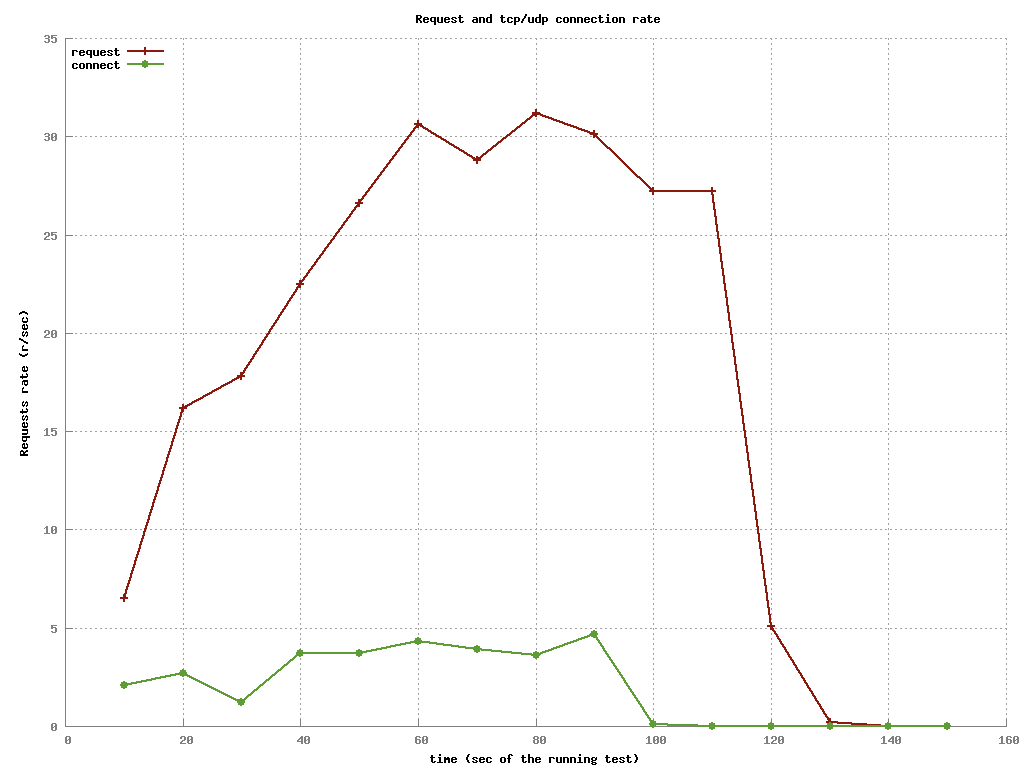 Request and tcp/udp connection rate
request
connect
35
30
25
20
15
10
5
0
Requests rate (r/sec)
0 20 40 60 80 100 120 140 160
time (sec of the running test)